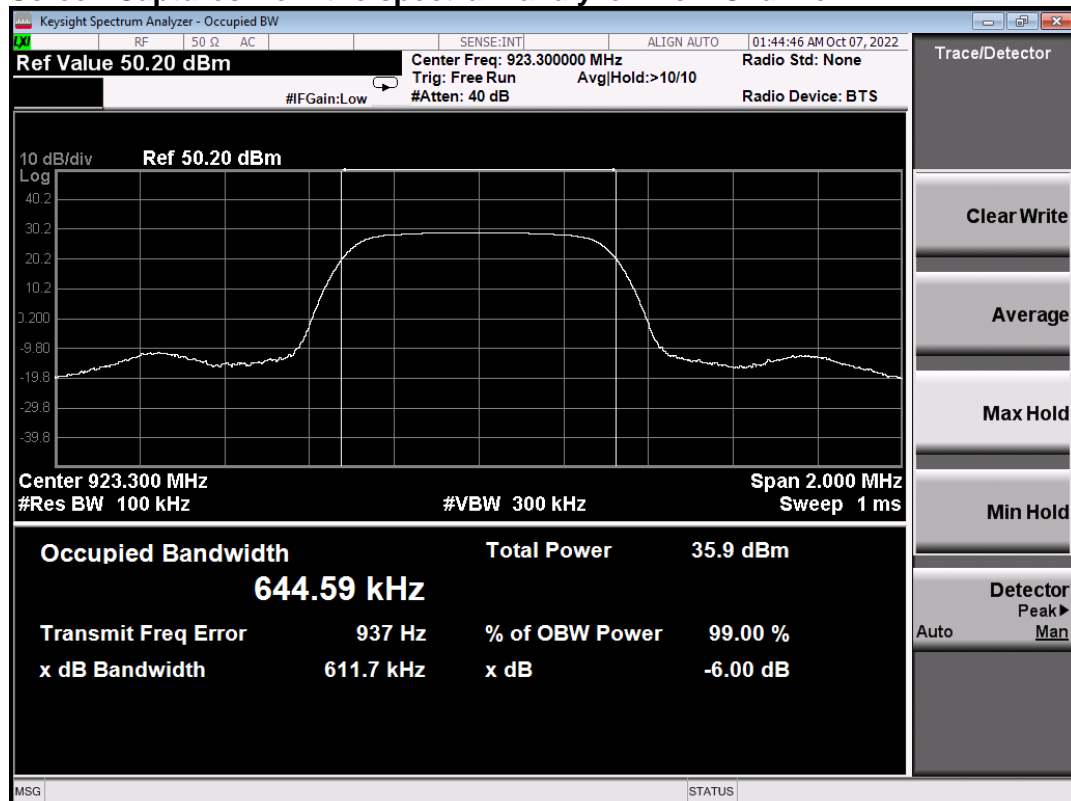 Keysight Spectrum Analyzer - Occupied BW
LXI RF 50 Ω AC SENSE:INT ALIGN AUTO 01:44:46 AM Oct 07, 2022
Ref Value 50.20 dBm Center Freq: 923.300000 MHz Radio Std: None
Trig: Free Run Avg|Hold:>10/10
#IFGain:Low #Atten: 40 dB Radio Device: BTS
10 dB/div Ref 50.20 dBm
Log
40.2
30.2
20.2
10.2
0.200
-9.80
-19.8
-29.8
-39.8
Center 923.300 MHz Span 2.000 MHz
#Res BW 100 kHz #VBW 300 kHz Sweep 1 ms
Occupied Bandwidth Total Power 35.9 dBm
644.59 kHz
Transmit Freq Error 937 Hz % of OBW Power 99.00 %
x dB Bandwidth 611.7 kHz x dB -6.00 dB
MSG STATUS
Trace/Detector
Clear Write
Average
Max Hold
Min Hold
Detector
Peak▶
Auto Man